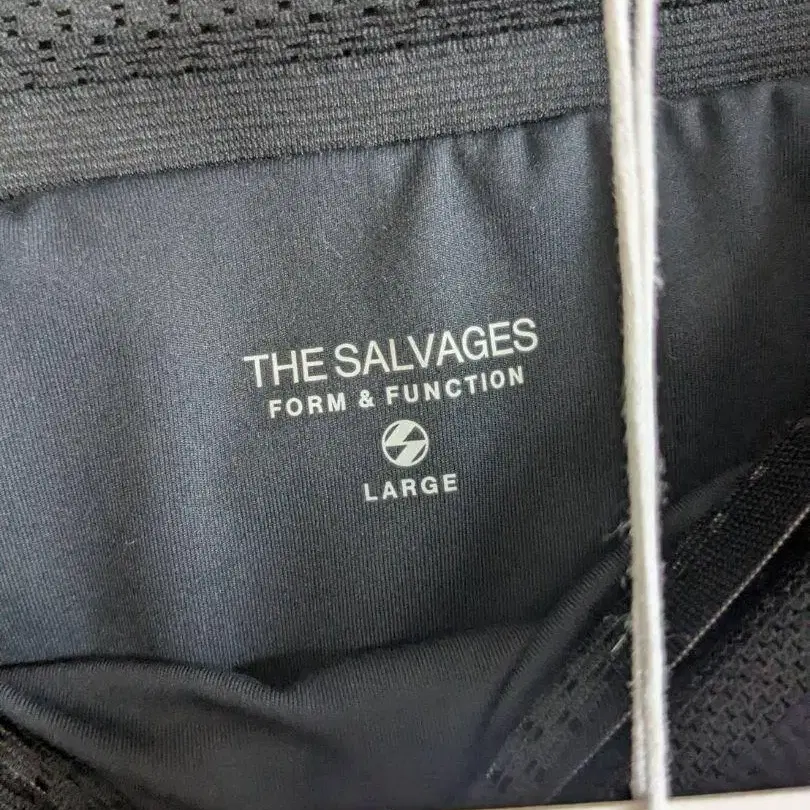 THE SALVAGES
FORM & FUNCTION
LARGE